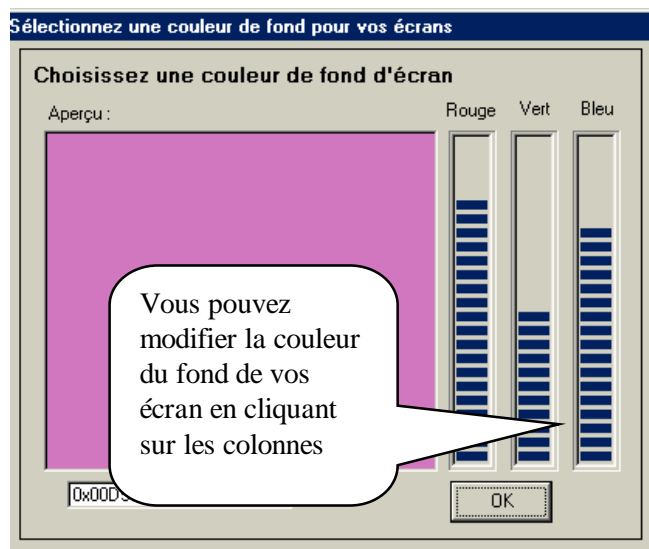 Sélectionnez une couleur de fond pour vos écrans
Choisissez une couleur de fond d'écran
Aperçu :
Rouge Vert Bleu
Vous pouvez
modifier la couleur
du fond de vos
écran en cliquant
sur les colonnes
OK